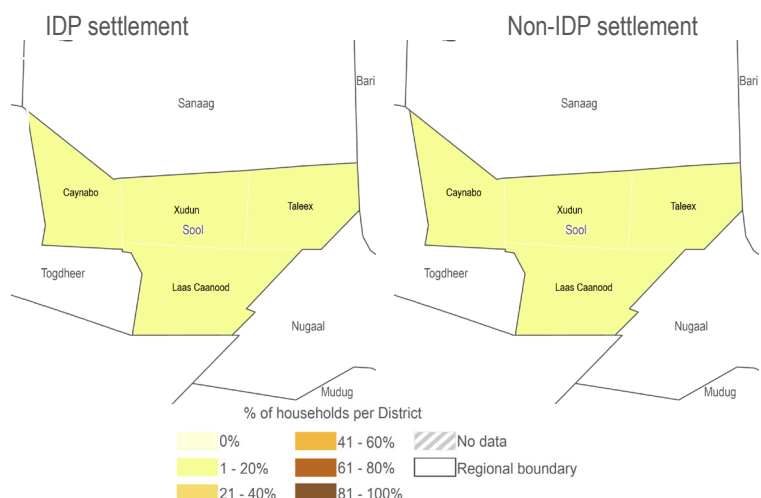 IDP settlement
Non-IDP settlement
Bari
Sanaag
Caynabo
Xudun
Taleex
Sool
Togdheer
Laas Caanood
Nugaal
Mudug
Bari
Sanaag
Caynabo
Xudun
Taleex
Sool
Togdheer
Laas Caanood
Nugaal
Mudug
% of households per District
0%
41 - 60%
No data
1 - 20%
61 - 80%
Regional boundary
21 - 40%
81 - 100%